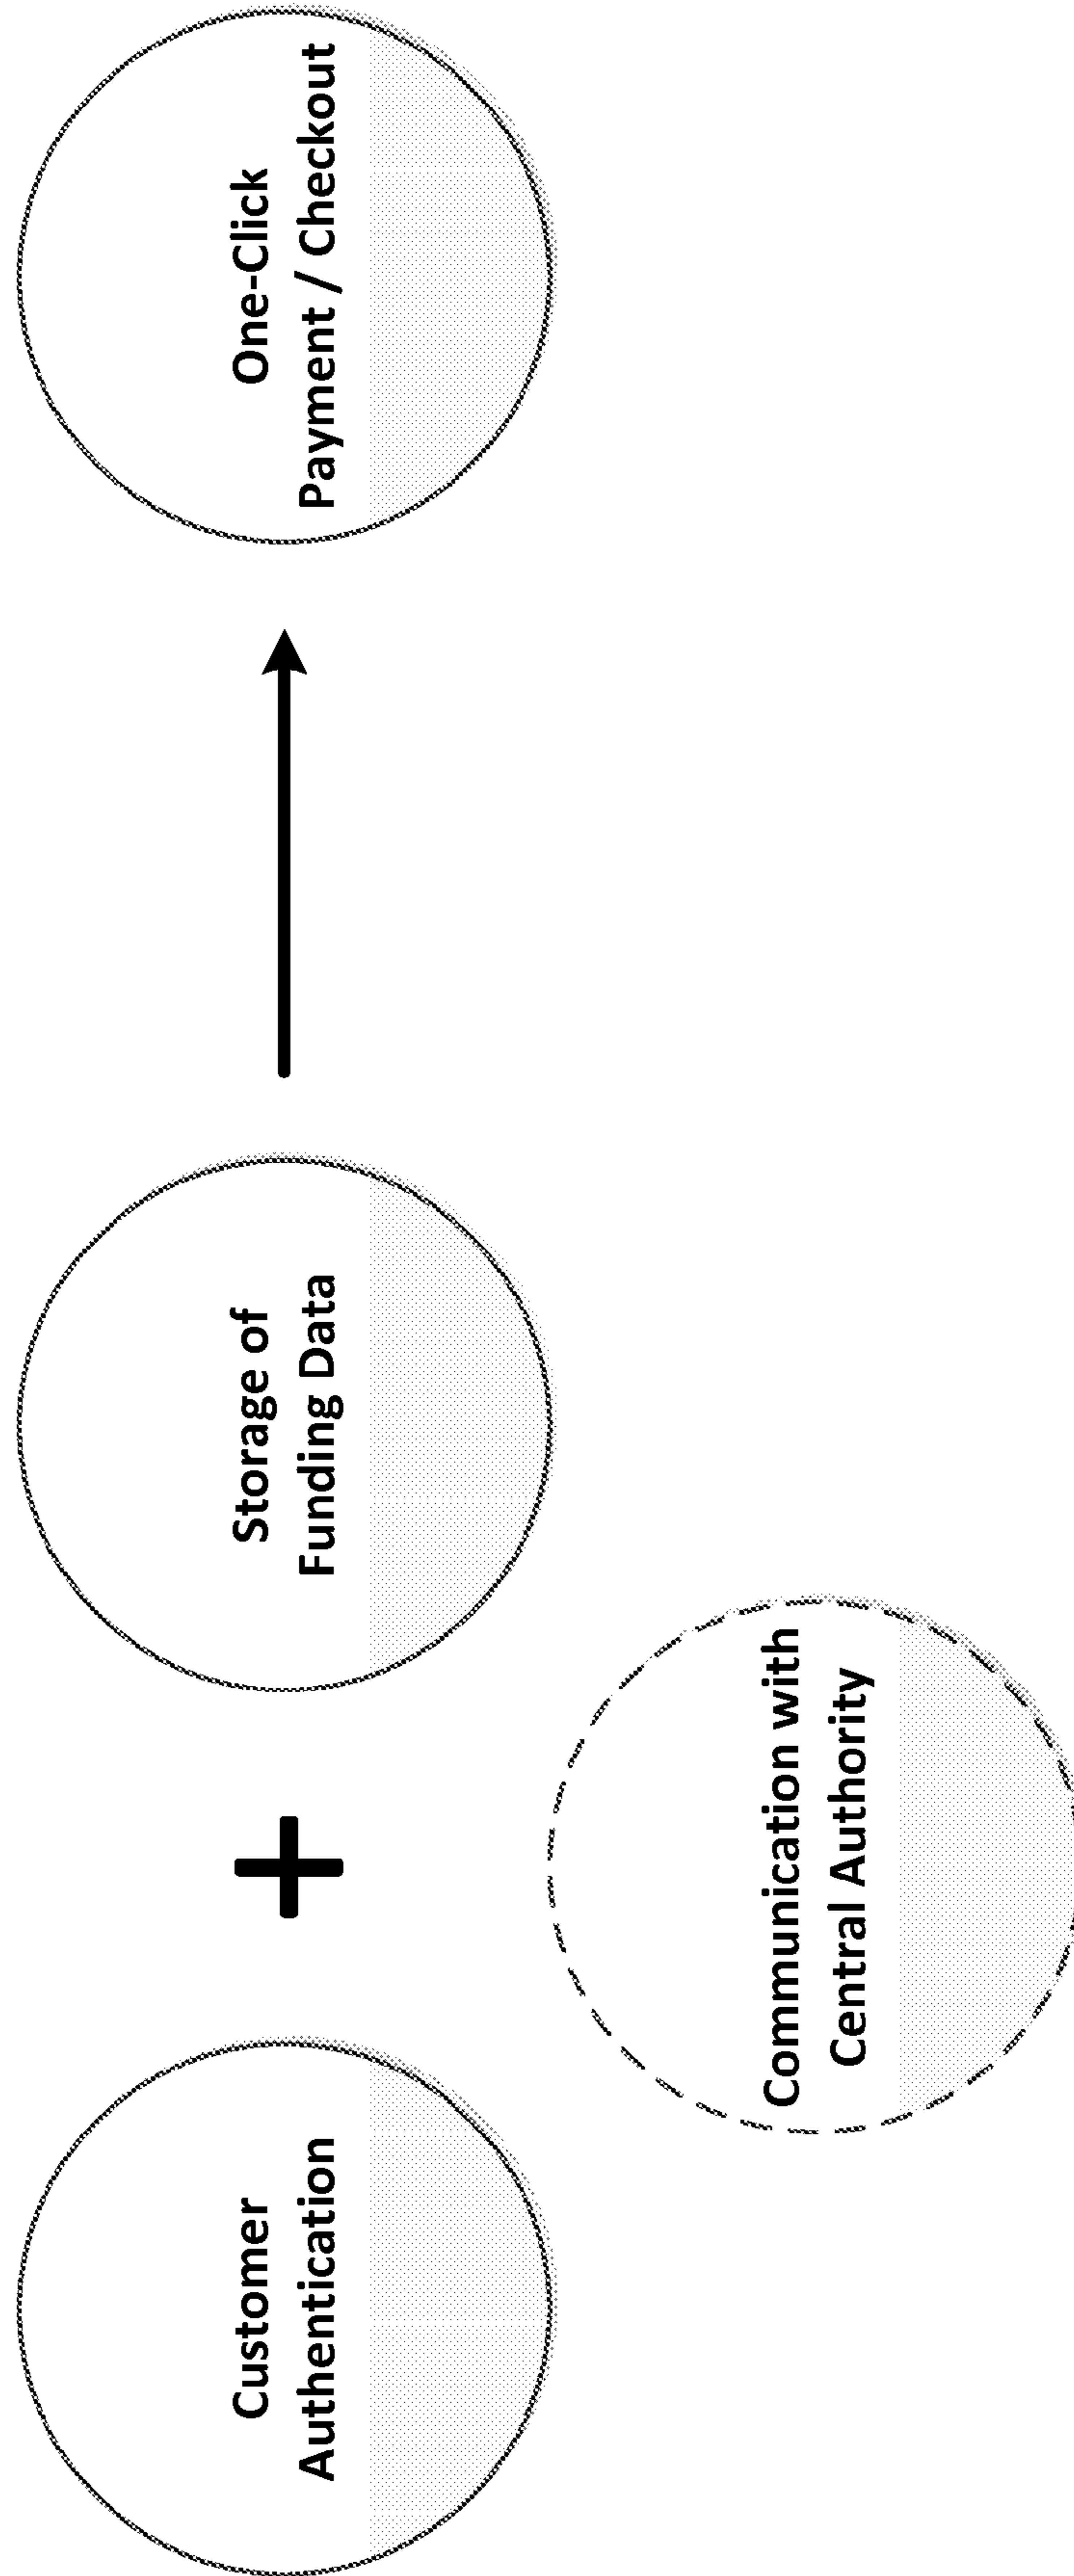 Customer
Authentication
+
Storage of
Funding Data
Communication with
Central Authority
One-Click
Payment / Checkout